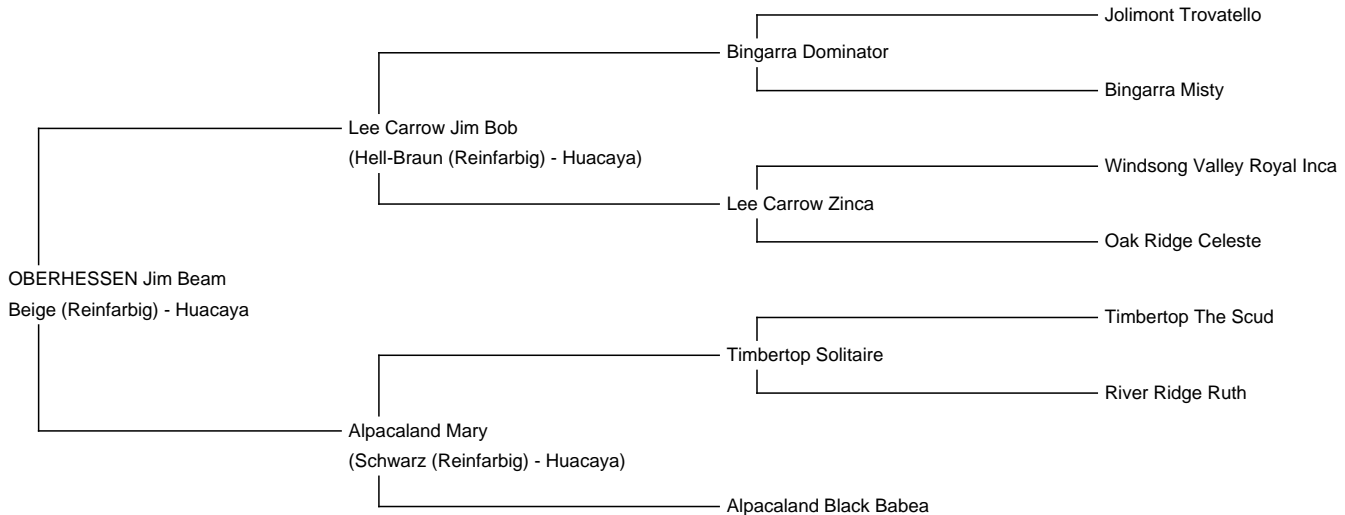 Jolimont Trovatello
Bingarra Dominator
Bingarra Misty
Lee Carrow Jim Bob
(Hell-Braun (Reinfarbig) - Huacaya)
Windsong Valley Royal Inca
Lee Carrow Zinca
Oak Ridge Celeste
OBERHESSEN Jim Beam
Beige (Reinfarbig) - Huacaya
Timbertop The Scud
Timbertop Solitaire
River Ridge Ruth
Alpacaland Mary
(Schwarz (Reinfarbig) - Huacaya)
Alpacaland Black Babea